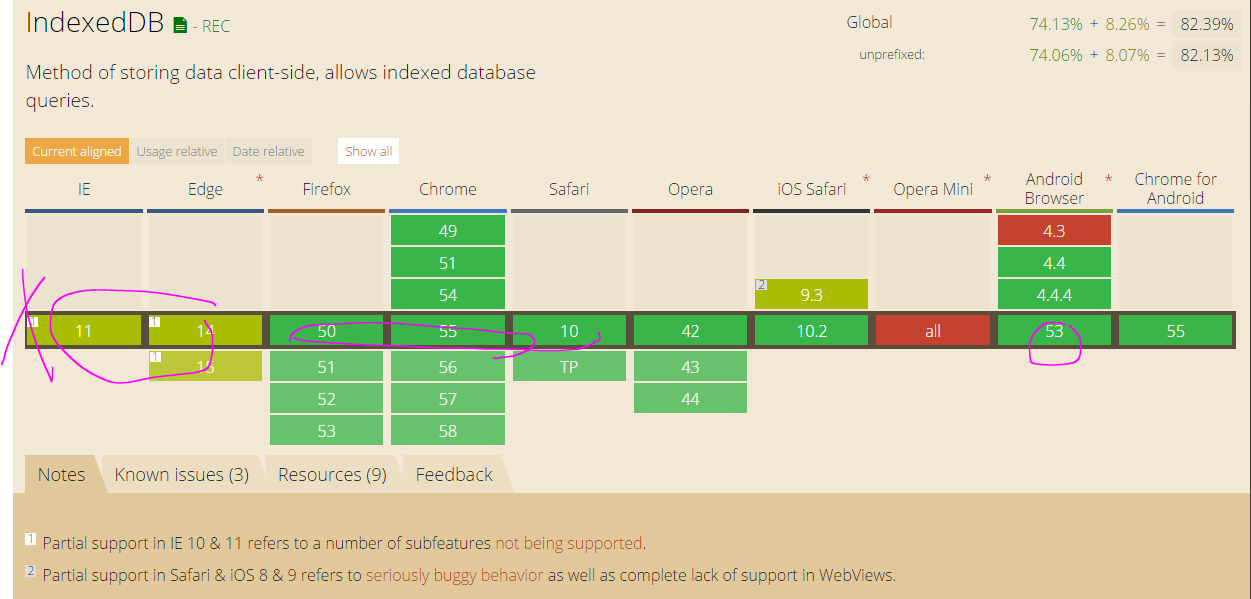 IndexedDB - REC
Global 74.13% + 8.26% = 82.39%
unprefixed: 74.06% + 8.07% = 82.13%
Method of storing data client-side, allows indexed database
queries.
Current aligned Usage relative Date relative Show all
IE Edge * Firefox Chrome Safari Opera iOS Safari * Opera Mini * Android Browser * Chrome for Android
49 4.3
51 4.4
54 2 9.3 4.4.4
1 11 1 14 50 55 10 42 10.2 all 53 55
1 15 51 56 TP 43
52 57 44
53 58
Notes Known issues (3) Resources (9) Feedback
1 Partial support in IE 10 & 11 refers to a number of subfeatures not being supported.
2 Partial support in Safari & iOS 8 & 9 refers to seriously buggy behavior as well as complete lack of support in WebViews.